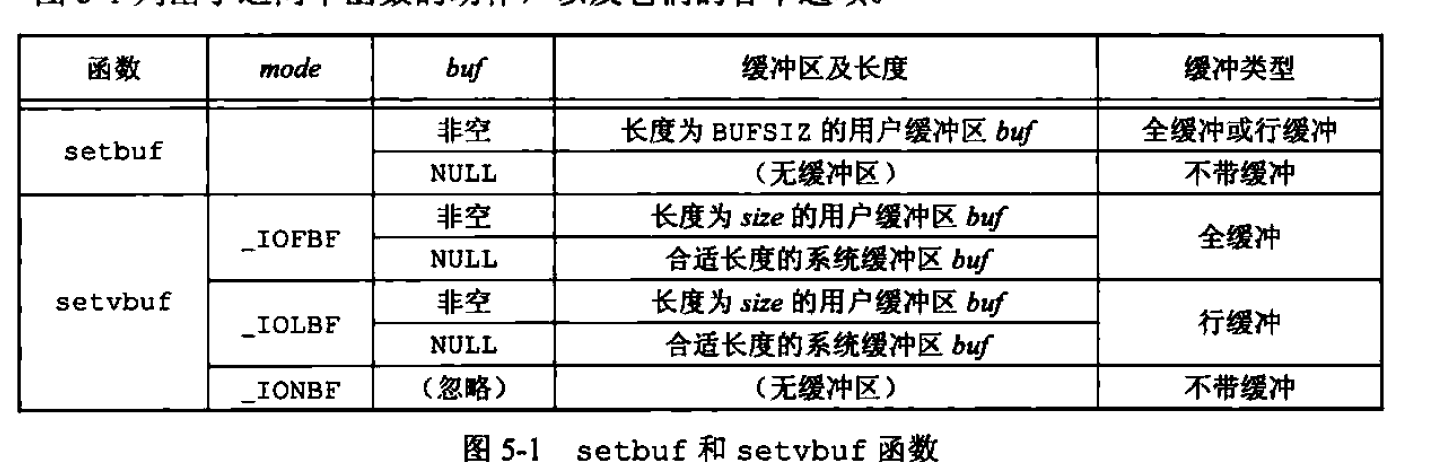 函数 mode buf 缓冲区及长度 缓冲类型
setbuf 非空 长度为 BUFSIZ 的用户缓冲区 buf 全缓冲或行缓冲
NULL （无缓冲区） 不带缓冲
setvbuf _IOFBF 非空 长度为 size 的用户缓冲区 buf 全缓冲
NULL 合适长度的系统缓冲区 buf
_IOLBF 非空 长度为 size 的用户缓冲区 buf 行缓冲
NULL 合适长度的系统缓冲区 buf
_IONBF （忽略） （无缓冲区） 不带缓冲
图 5-1 setbuf 和 setvbuf 函数